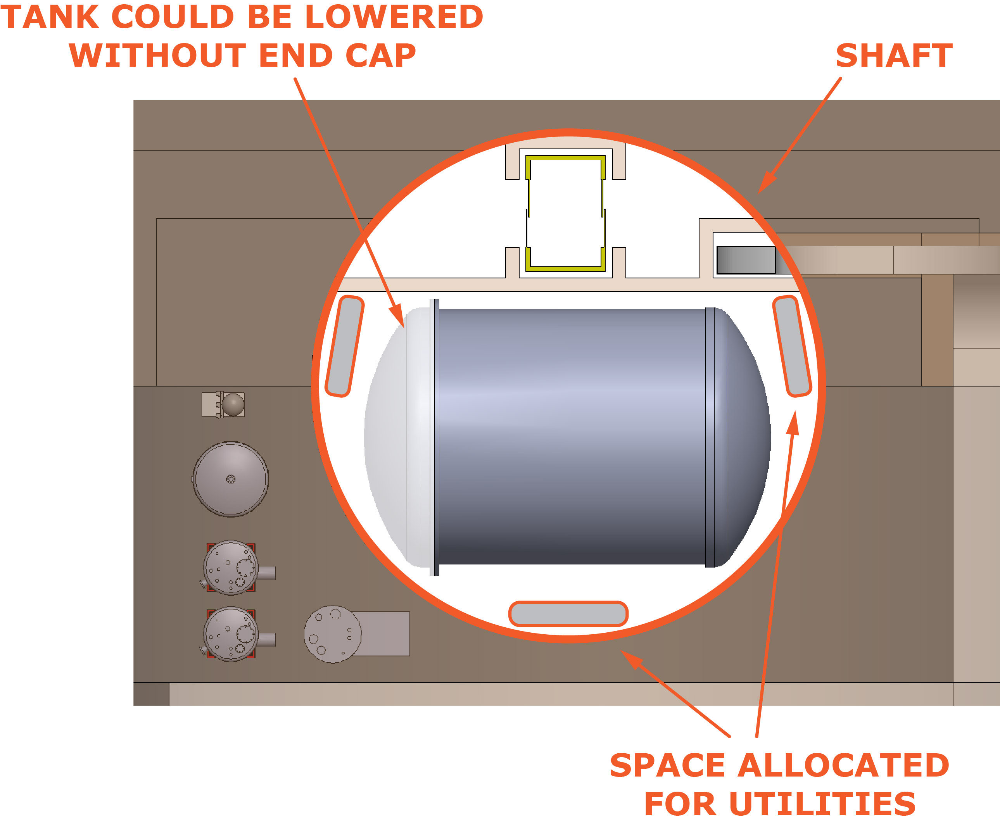 TANK COULD BE LOWERED
WITHOUT END CAP
SHAFT
SPACE ALLOCATED
FOR UTILITIES